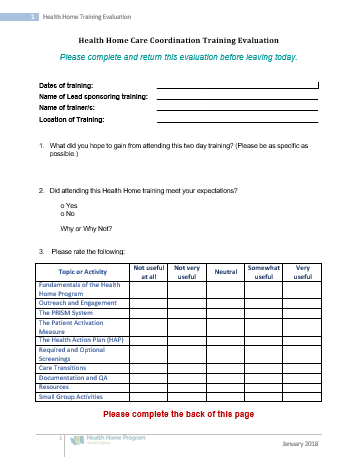 1 Health Home Training Evaluation
Health Home Care Coordination Training Evaluation
Please complete and return this evaluation before leaving today.
Dates of training:
Name of Lead sponsoring training:
Name of trainer/s:
Location of Training:
1. What did you hope to gain from attending this two day training? (Please be as specific as
possible.)
2. Did attending this Health Home training meet your expectations?
o Yes
o No
Why or Why Not?
3. Please rate the following:
Topic or Activity Not useful at all Not very useful Neutral Somewhat useful Very useful
Fundamentals of the Health
Home Program
Outreach and Engagement
The PRISM System
The Patient Activation
Measure
The Health Action Plan (HAP)
Required and Optional
Screenings
Care Transitions
Documentation and QA
Resources
Small Group Activities
Please complete the back of this page
1 Health Home Program
January 2018